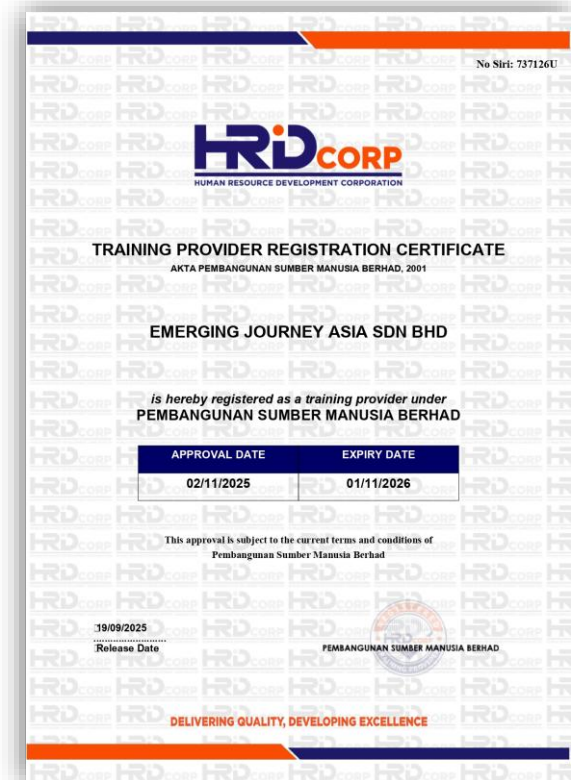 No Siri: 737126U
HRD CORP
HUMAN RESOURCE DEVELOPMENT CORPORATION
TRAINING PROVIDER REGISTRATION CERTIFICATE
AKTA PEMBANGUNAN SUMBER MANUSIA BERHAD, 2001
EMERGING JOURNEY ASIA SDN BHD
is hereby registered as a training provider under
PEMBANGUNAN SUMBER MANUSIA BERHAD
APPROVAL DATE EXPIRY DATE
02/11/2025 01/11/2026
This approval is subject to the current terms and conditions of
Pembangunan Sumber Manusia Berhad
19/09/2025
Release Date
PEMBANGUNAN SUMBER MANUSIA BERHAD
DELIVERING QUALITY, DEVELOPING EXCELLENCE